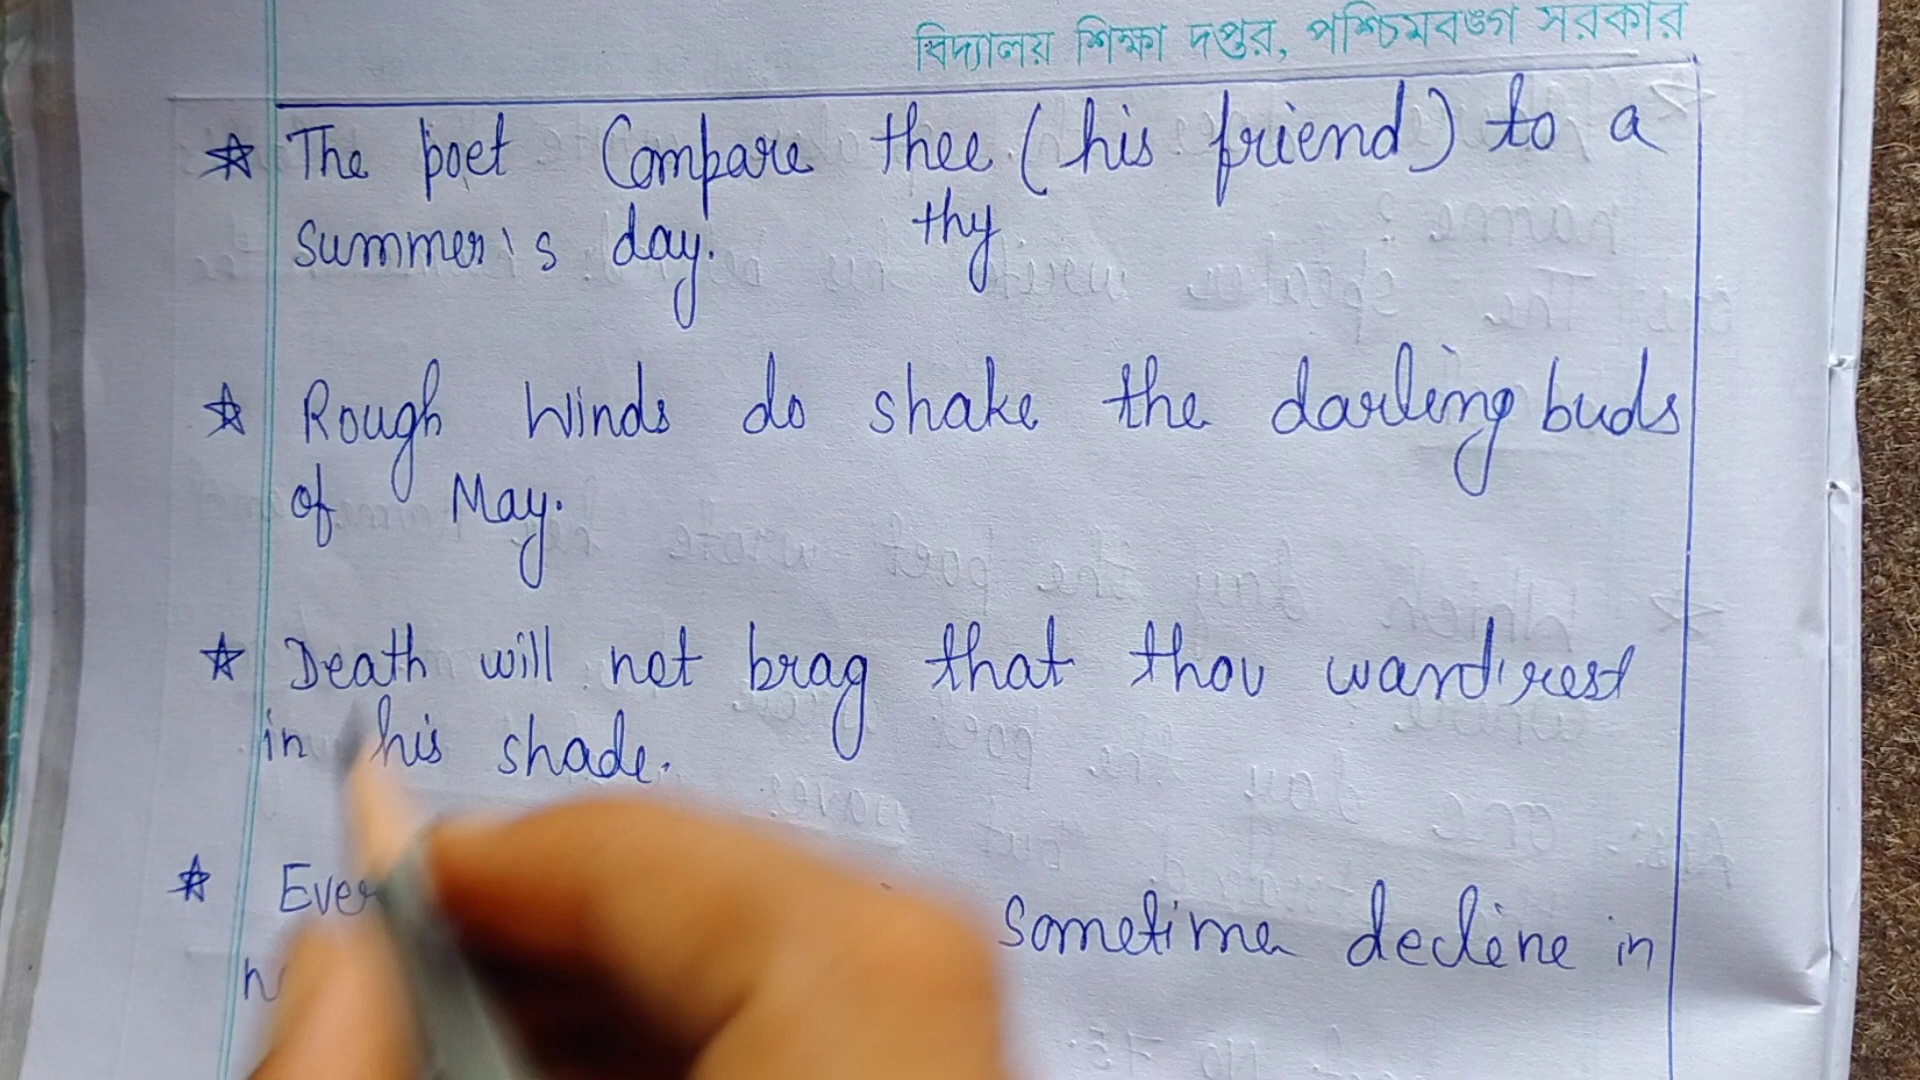 বিদ্যালয় শিক্ষা দপ্তর, পশ্চিমবঙ্গ সরকার
☆ The poet Compare thee (his friend) to a
summer's day. thy
☆ Rough Winds do shake the darling buds
of May.
☆ Death will not brag that thou wand'rest
in his shade.
☆ sometime decline in